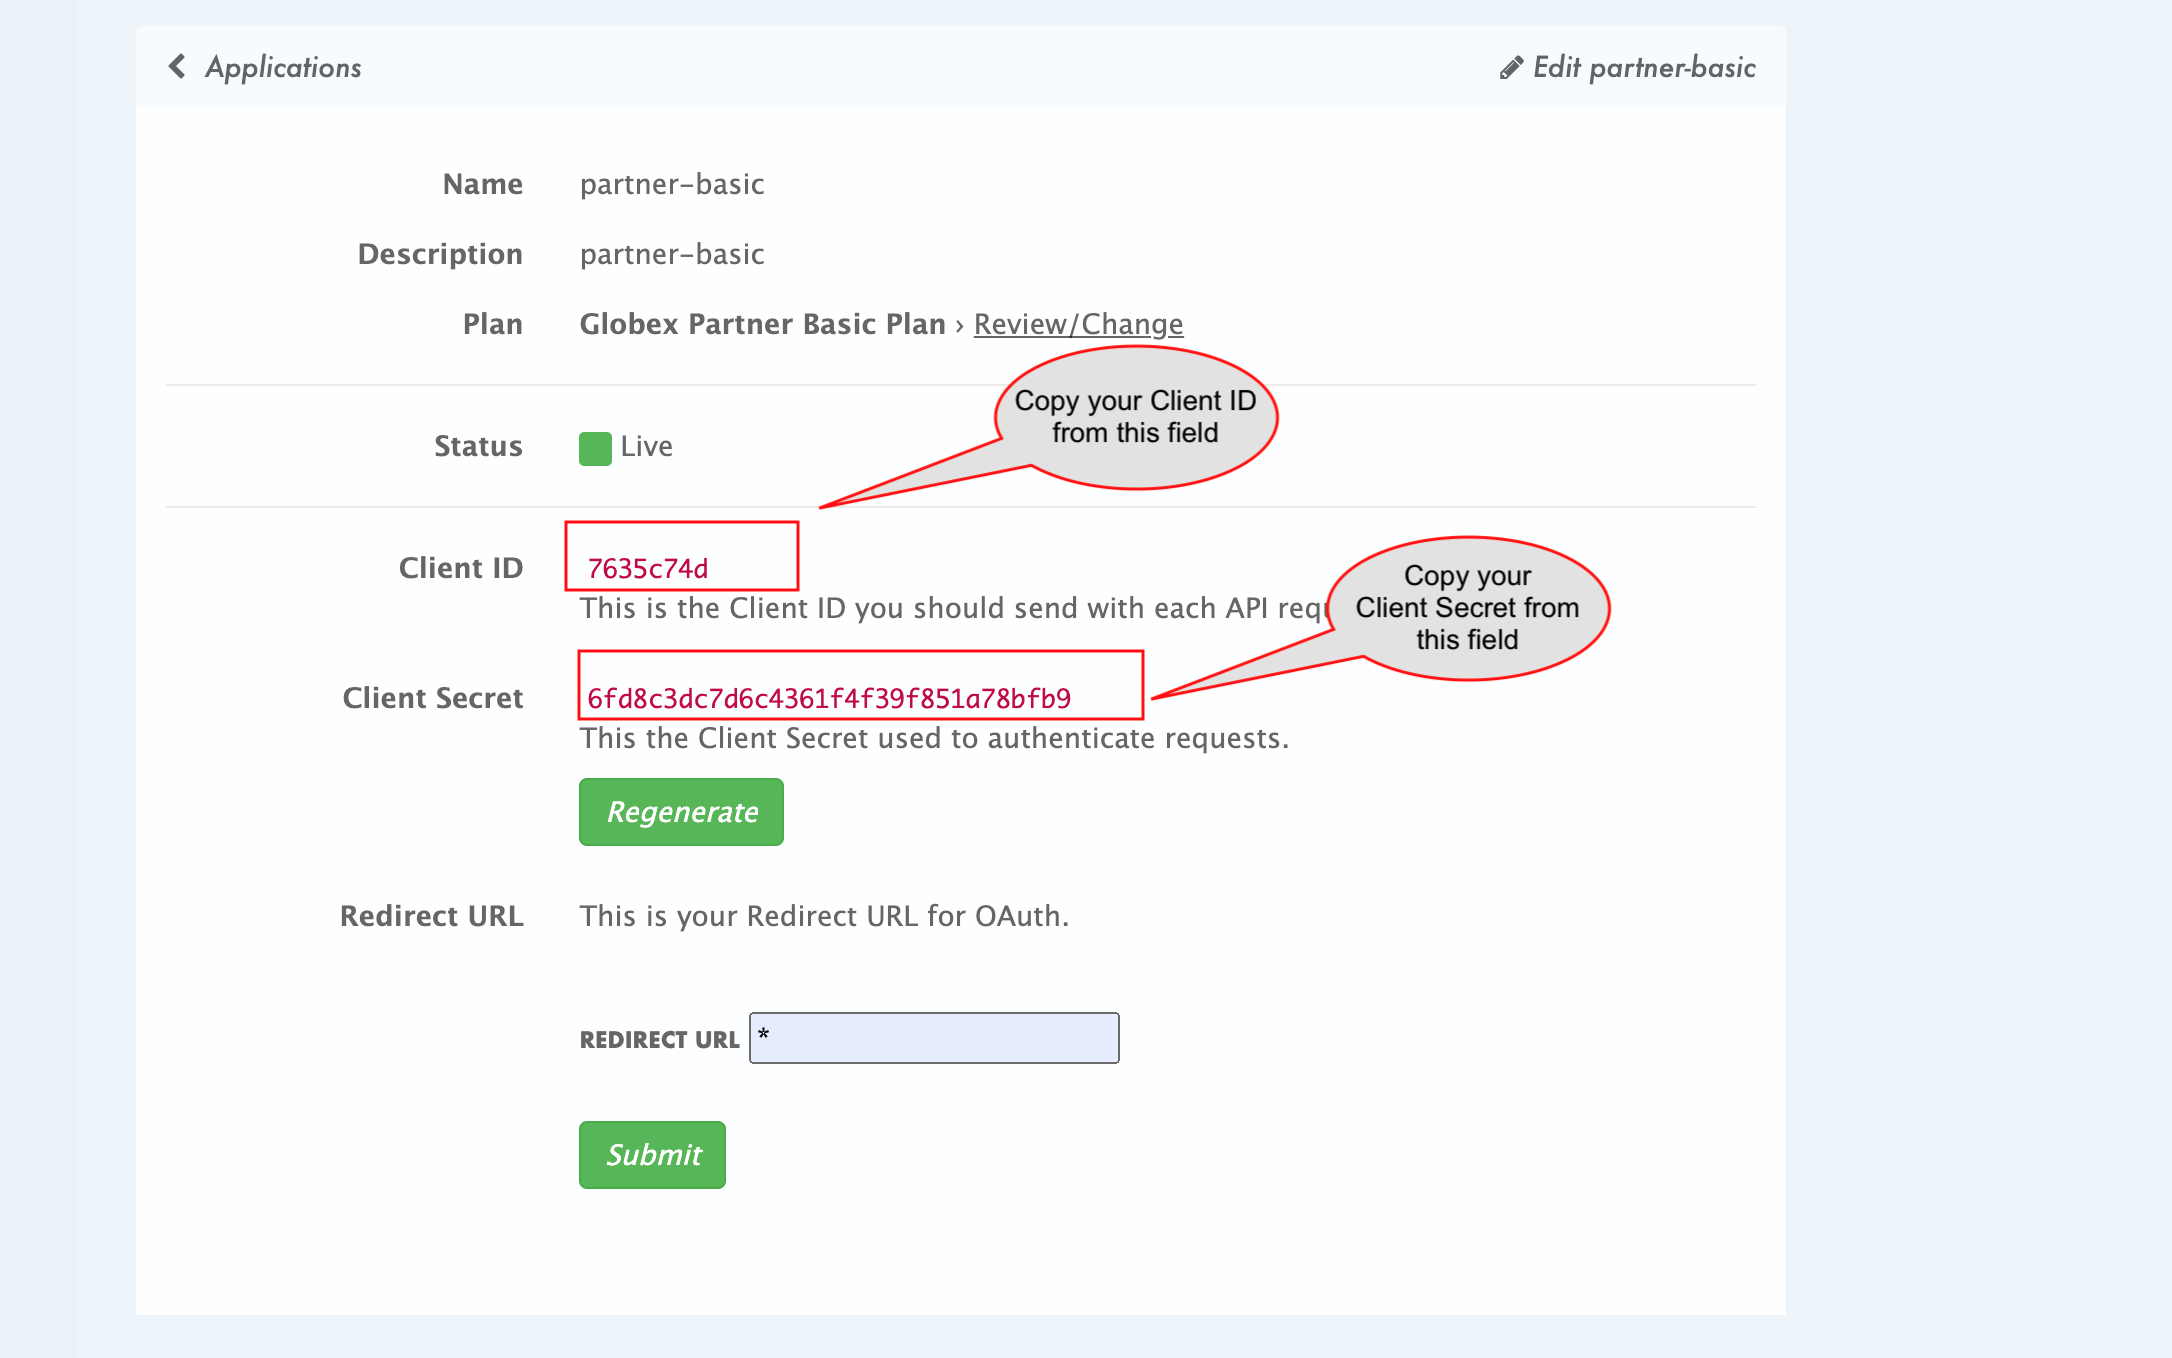 Applications
Edit partner-basic
Name partner-basic
Description partner-basic
Plan Globex Partner Basic Plan › Review/Change
Copy your Client ID
from this field
Status Live
Client ID 7635c74d
This is the Client ID you should send with each API
Copy your
Client Secret from
this field
Client Secret 6fd8c3dc7d6c4361f4f39f851a78bfb9
This the Client Secret used to authenticate requests.
Regenerate
Redirect URL This is your Redirect URL for OAuth.
REDIRECT URL *
Submit